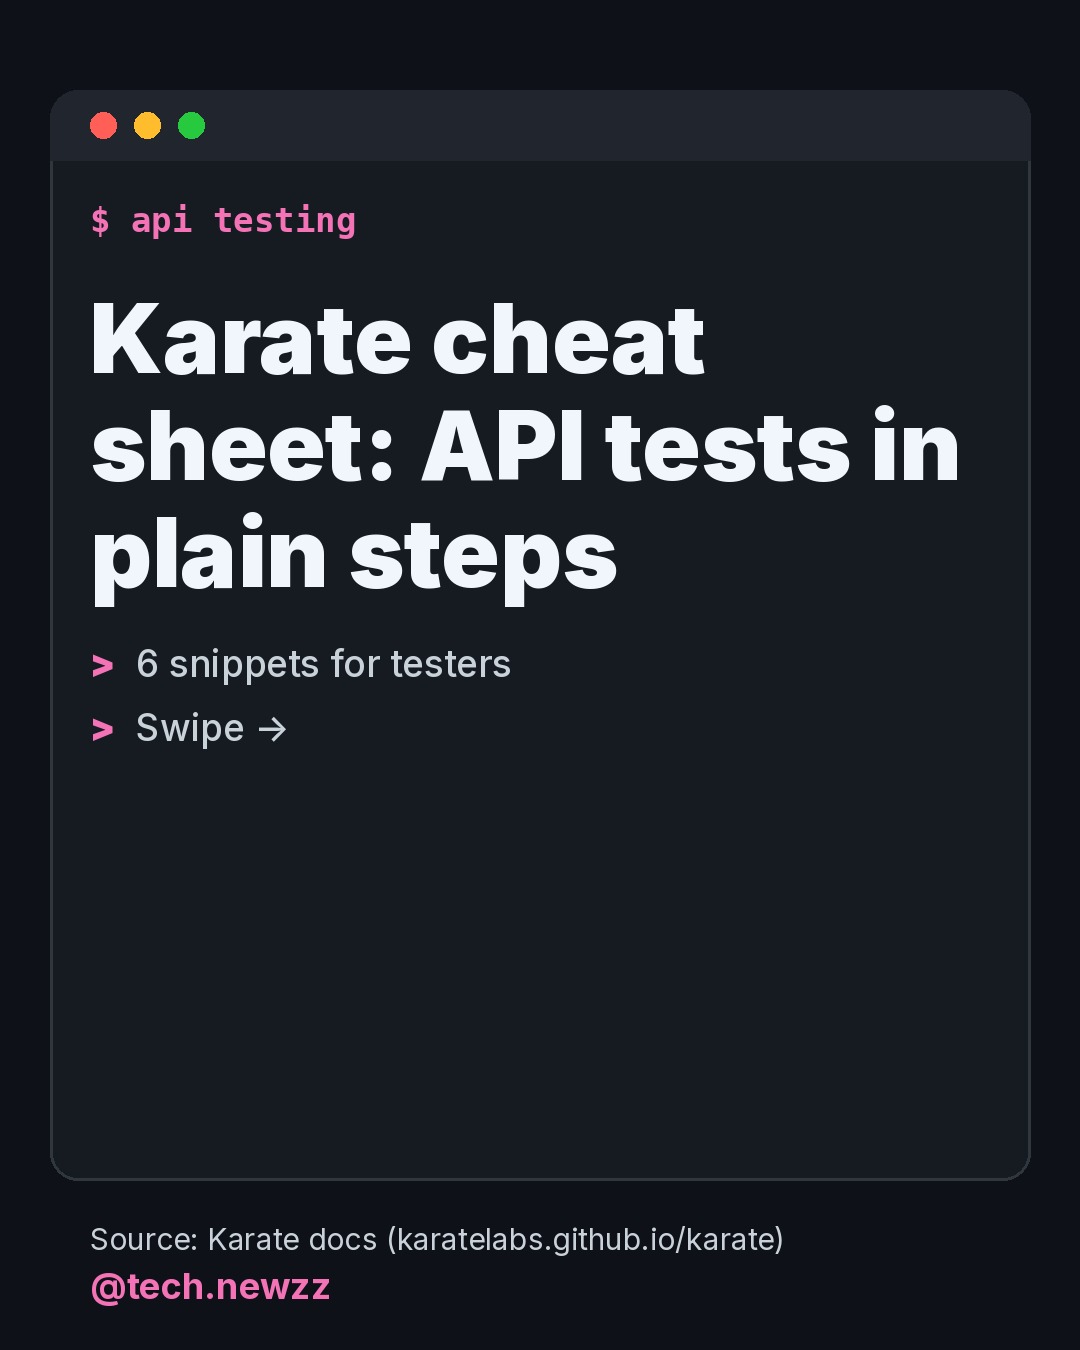 $ api testing
Karate cheat
sheet: API tests in
plain steps
> 6 snippets for testers
> Swipe →
Source: Karate docs (karatelabs.github.io/karate)
@tech.newzz